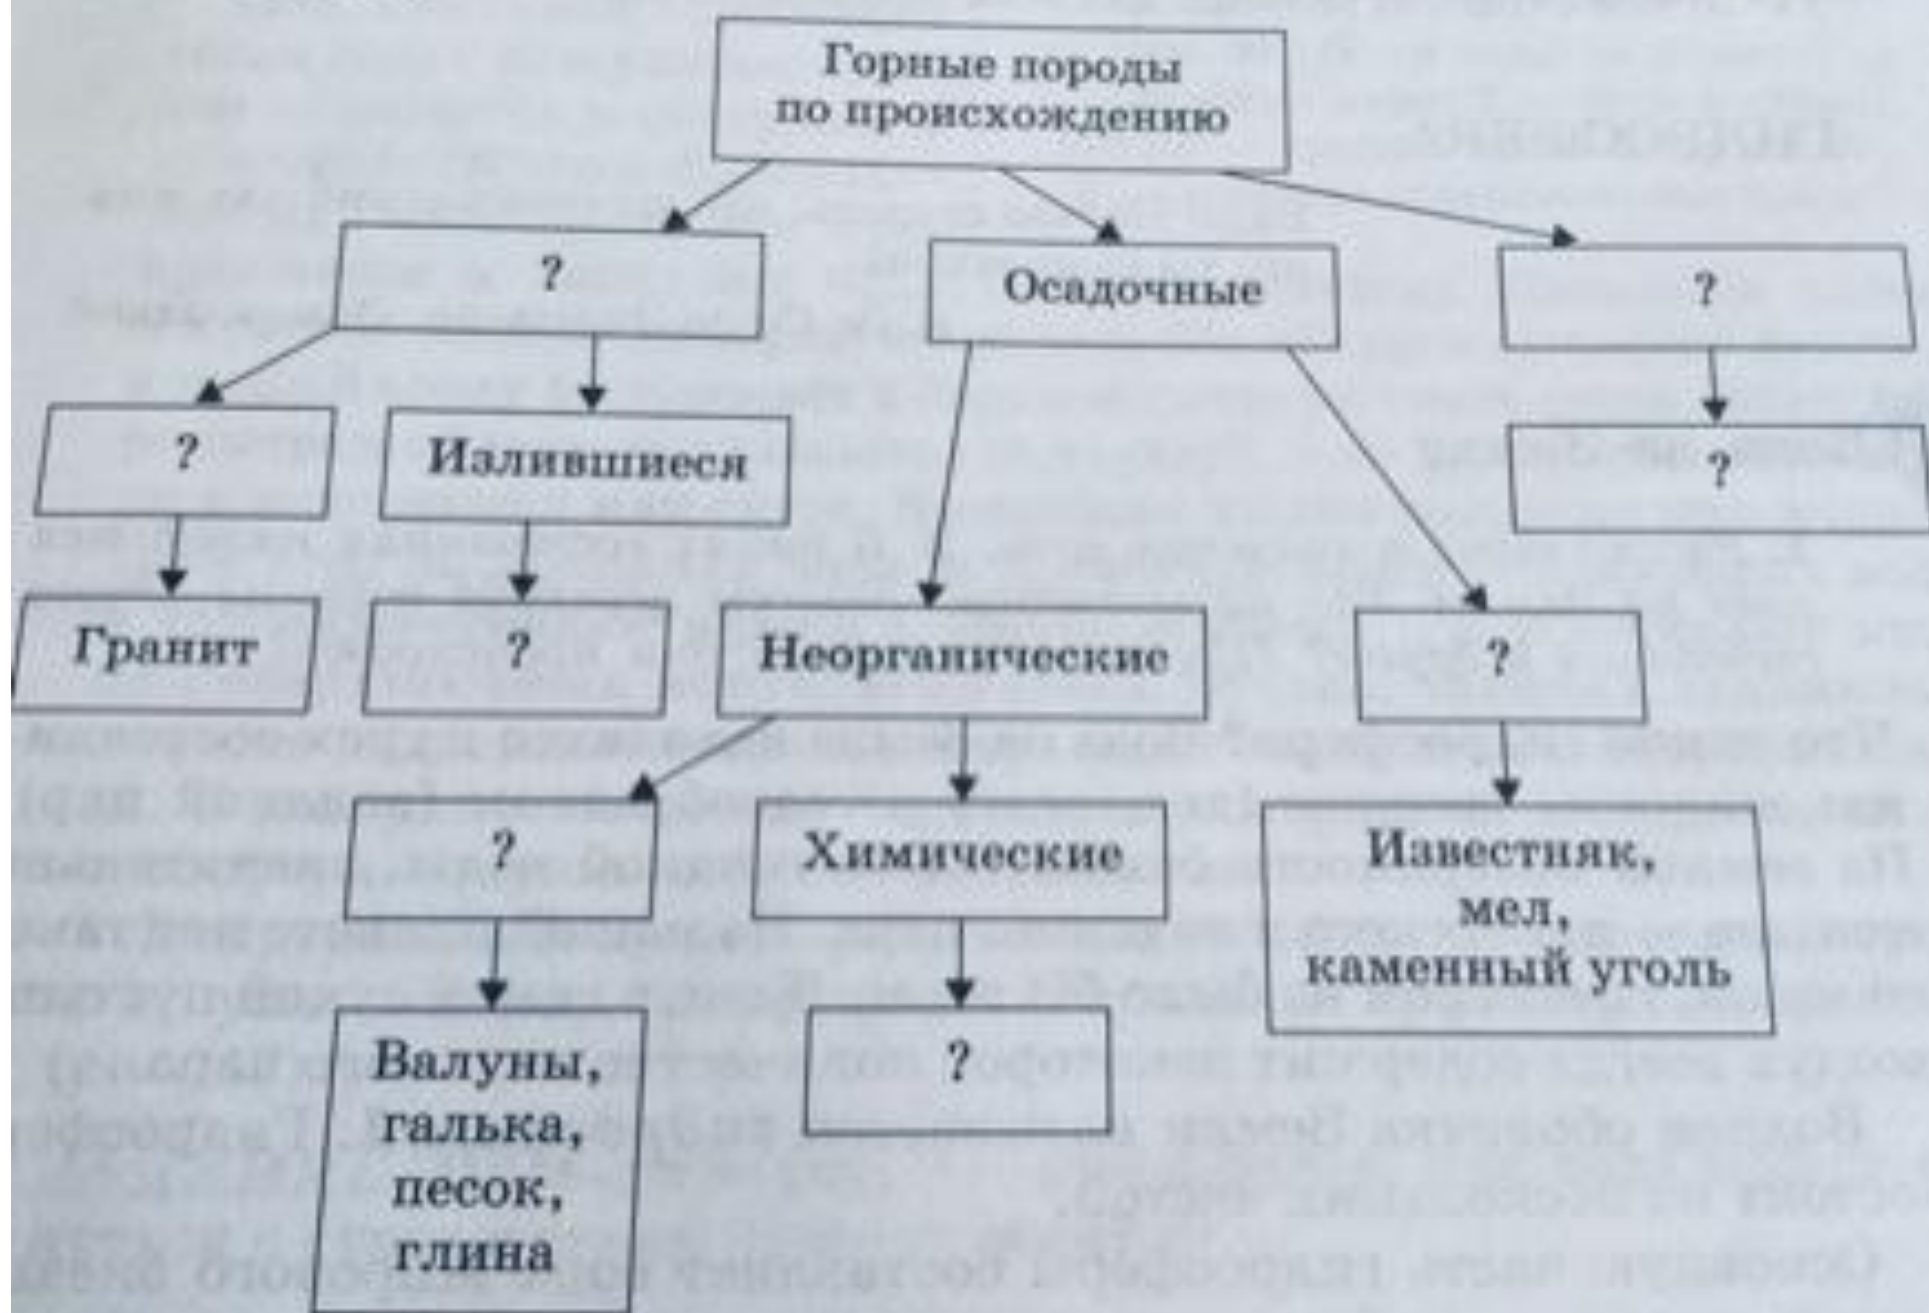 Горные породы
по происхождению
?
Осадочные
?
?
Излившиеся
?
Гранит
?
Неорганические
?
?
Химические
Известняк,
мел,
каменный уголь
Валуны,
галька,
песок,
глина
?